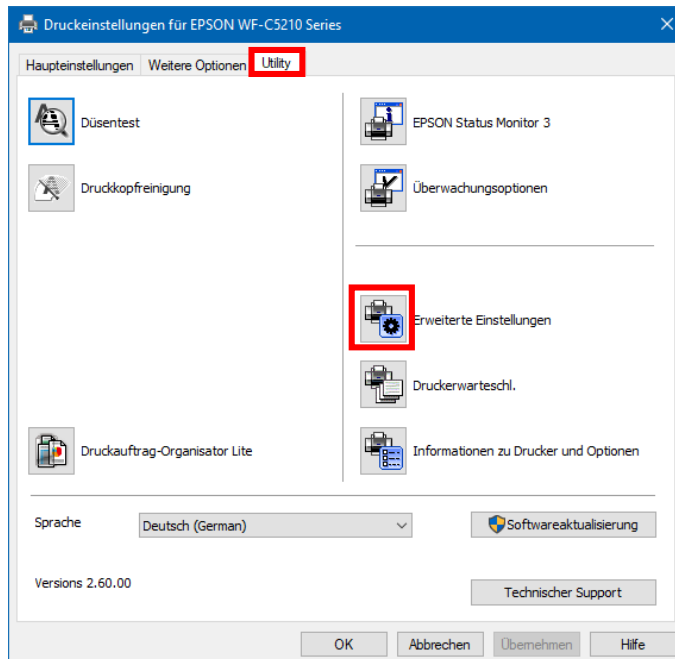 Druckeinstellungen für EPSON WF-C5210 Series
Haupteinstellungen
Weitere Optionen
Utility
Düsentest
EPSON Status Monitor 3
Druckkopfreinigung
Überwachungsoptionen
Erweiterte Einstellungen
Druckerwarteschl.
Druckauftrag-Organisator Lite
Informationen zu Drucker und Optionen
Sprache
Deutsch (German)
Softwareaktualisierung
Versions 2.60.00
Technischer Support
OK
Abbrechen
Übernehmen
Hilfe